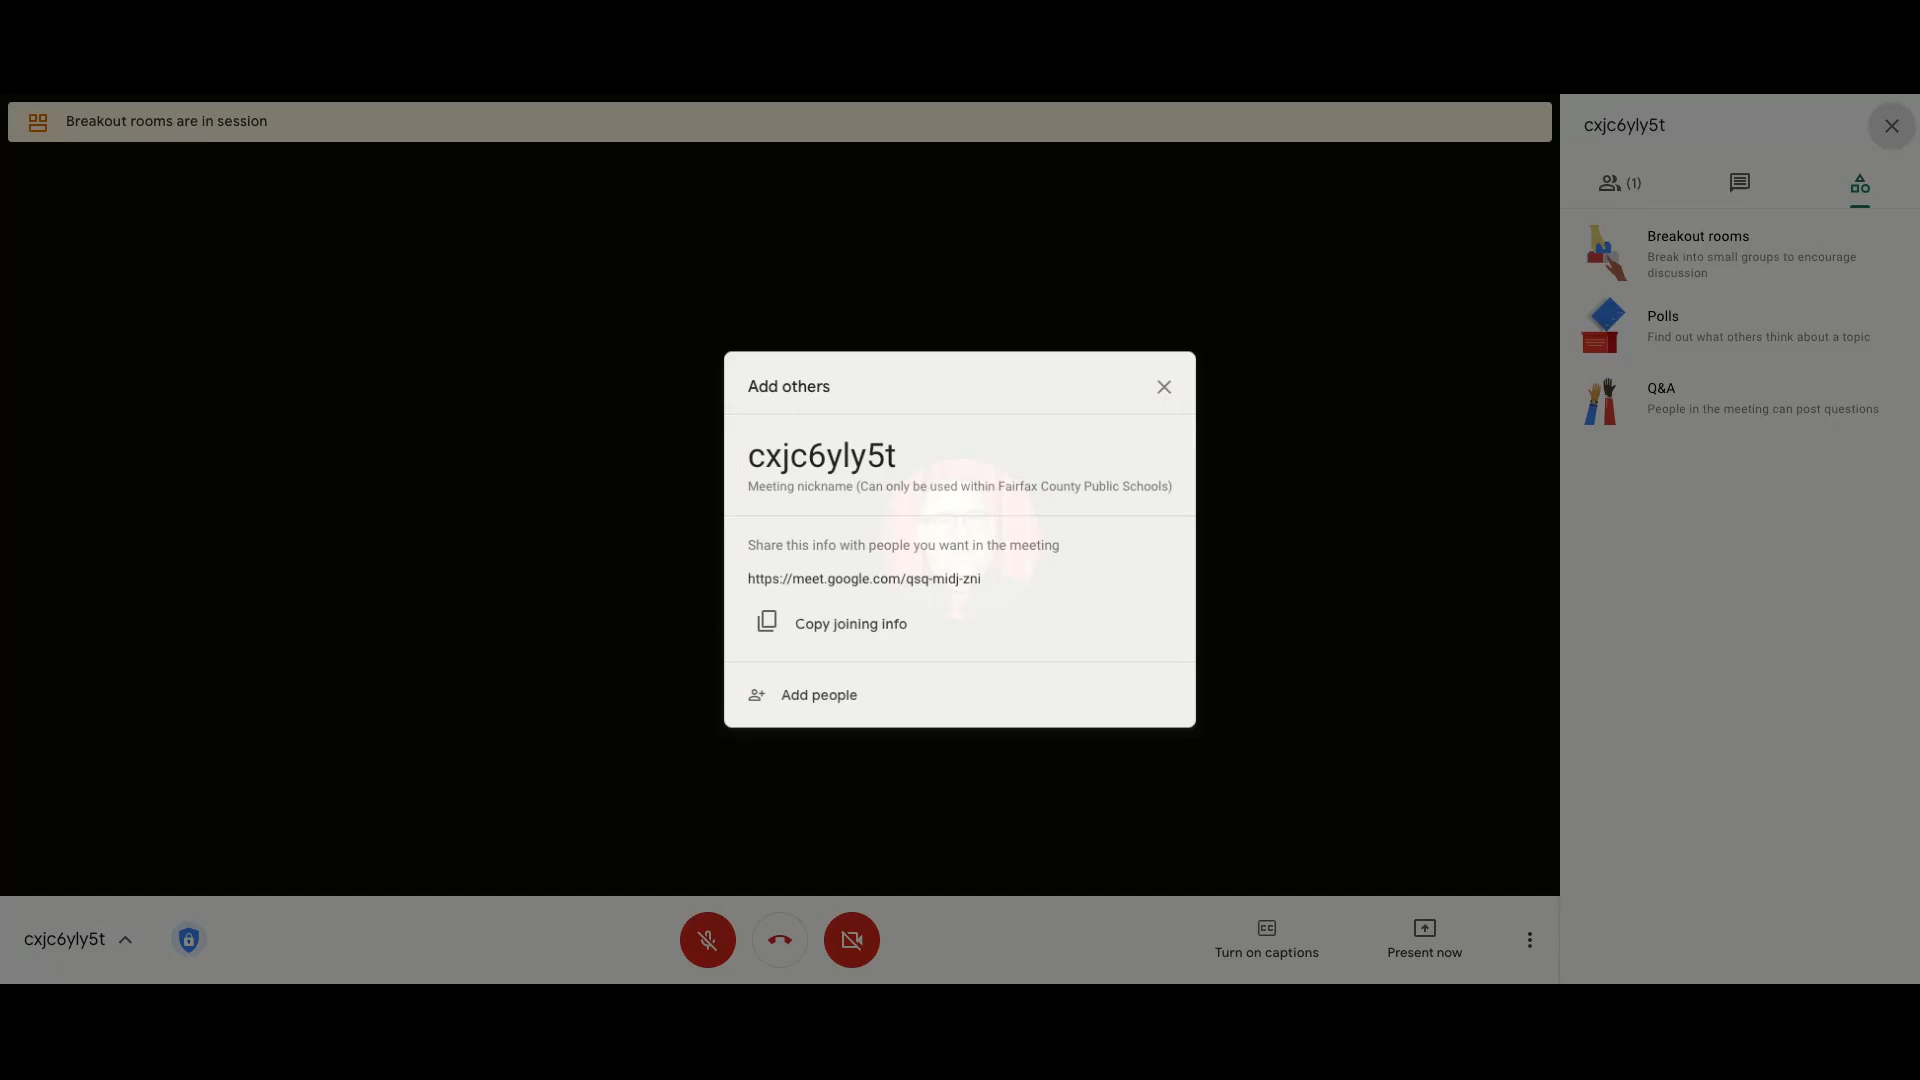 Breakout rooms are in session
cxjc6yly5t
(1)
Breakout rooms
Break into small groups to encourage
discussion
Polls
Find out what others think about a topic
Q&A
People in the meeting can post questions
Add others
cxjc6yly5t
Meeting nickname (Can only be used within Fairfax County Public Schools)
Share this info with people you want in the meeting
https://meet.google.com/qsq-midj-zni
Copy joining info
Add people
cxjc6yly5t
CC
Turn on captions
Present now